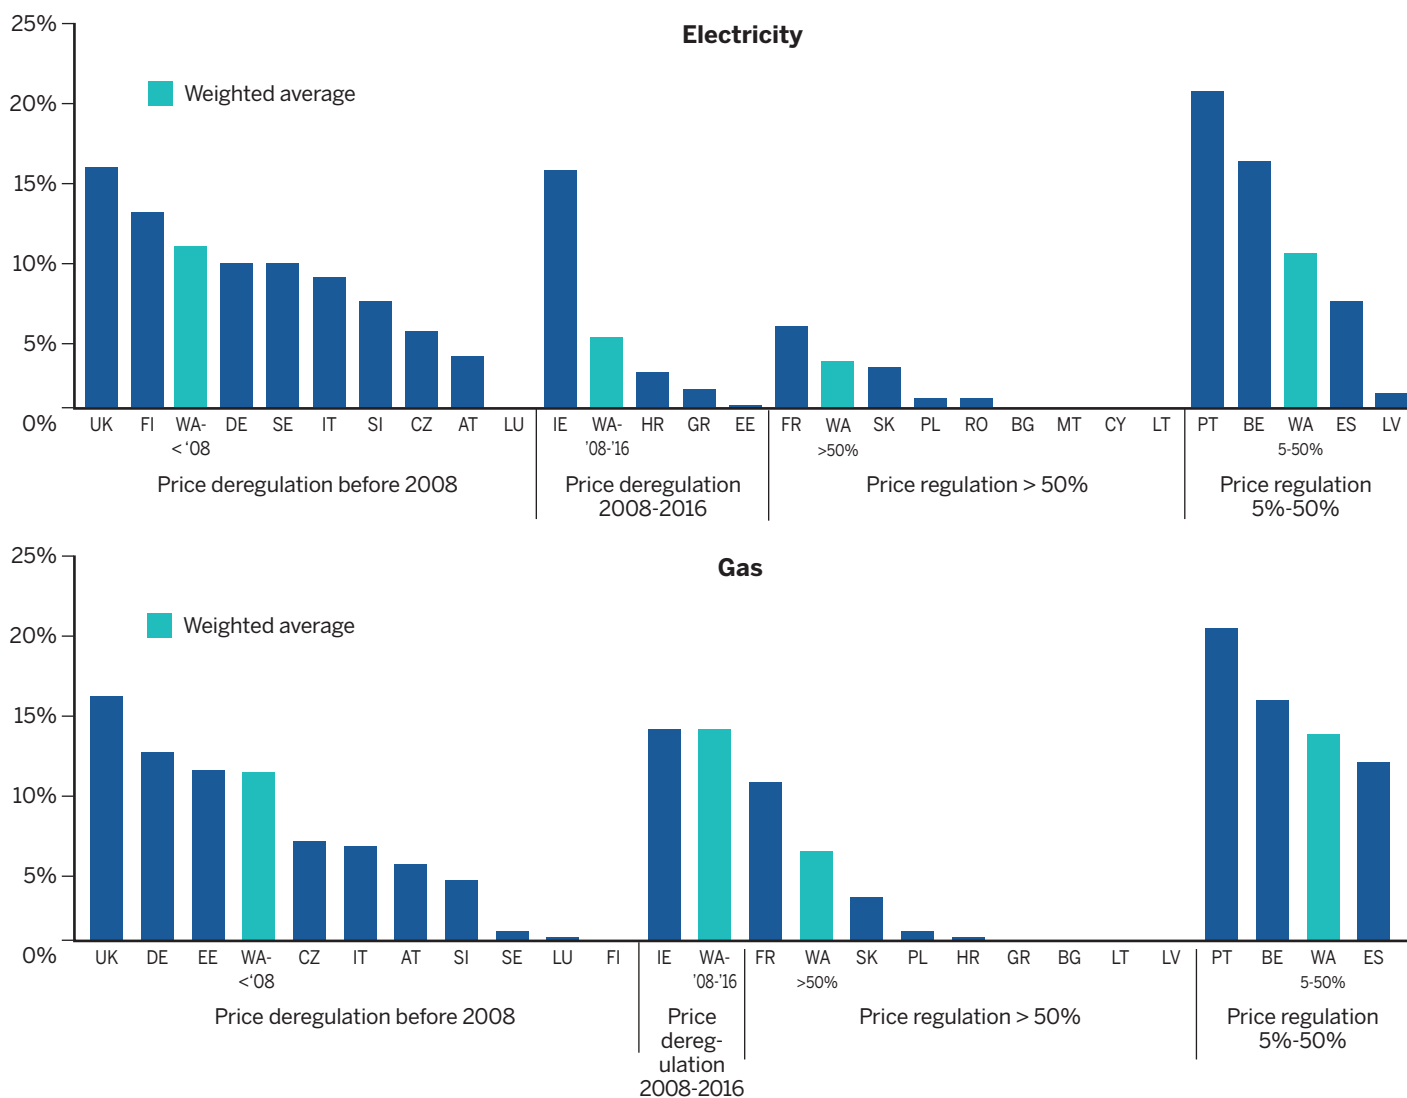 Electricity
Weighted average
25%
20%
15%
10%
5%
0%
UK FI WA- DE SE IT SI CZ AT LU IE WA- HR GR EE FR WA SK PL RO BG MT CY LT PT BE WA ES LV
< ‘08 ’08-’16 >50% 5-50%
Price deregulation before 2008
Price deregulation
2008-2016
Price regulation > 50%
Price regulation
5%-50%
Gas
Weighted average
25%
20%
15%
10%
5%
0%
UK DE EE WA- CZ IT AT SI SE LU FI IE WA- FR WA SK PL HR GR BG LT LV PT BE WA ES
<‘08 ’08-’16 >50% 5-50%
Price deregulation before 2008
Price
dereg-
ulation
2008-2016
Price regulation > 50%
Price regulation
5%-50%